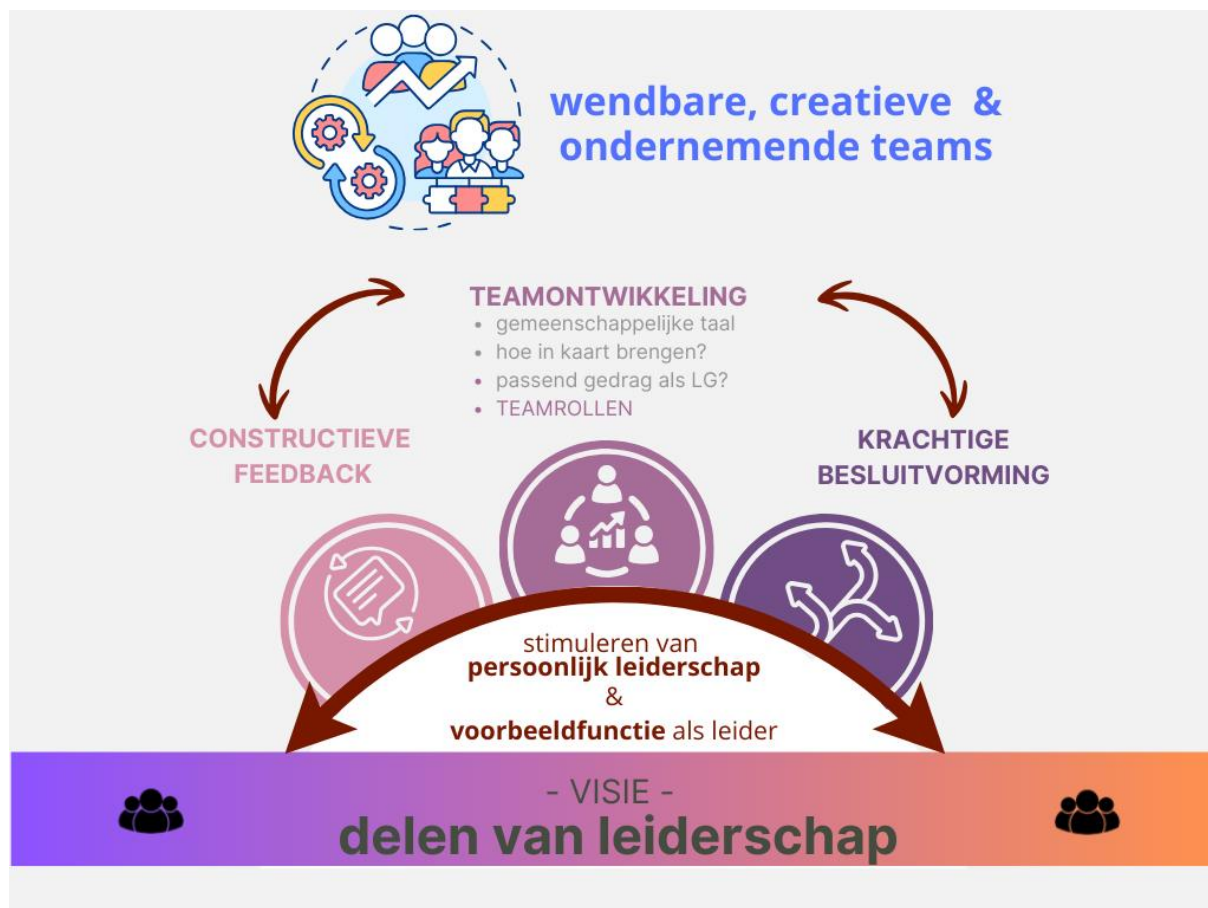 wendbare, creatieve &
ondernemende teams
TEAMONTWIKKELING
• gemeenschappelijke taal
• hoe in kaart brengen?
• passend gedrag als LG?
• TEAMROLLEN
CONSTRUCTIEVE
FEEDBACK
KRACHTIGE
BESLUITVORMING
stimuleren van
persoonlijk leiderschap
&
voorbeeldfunctie als leider
- VISIE -
delen van leiderschap